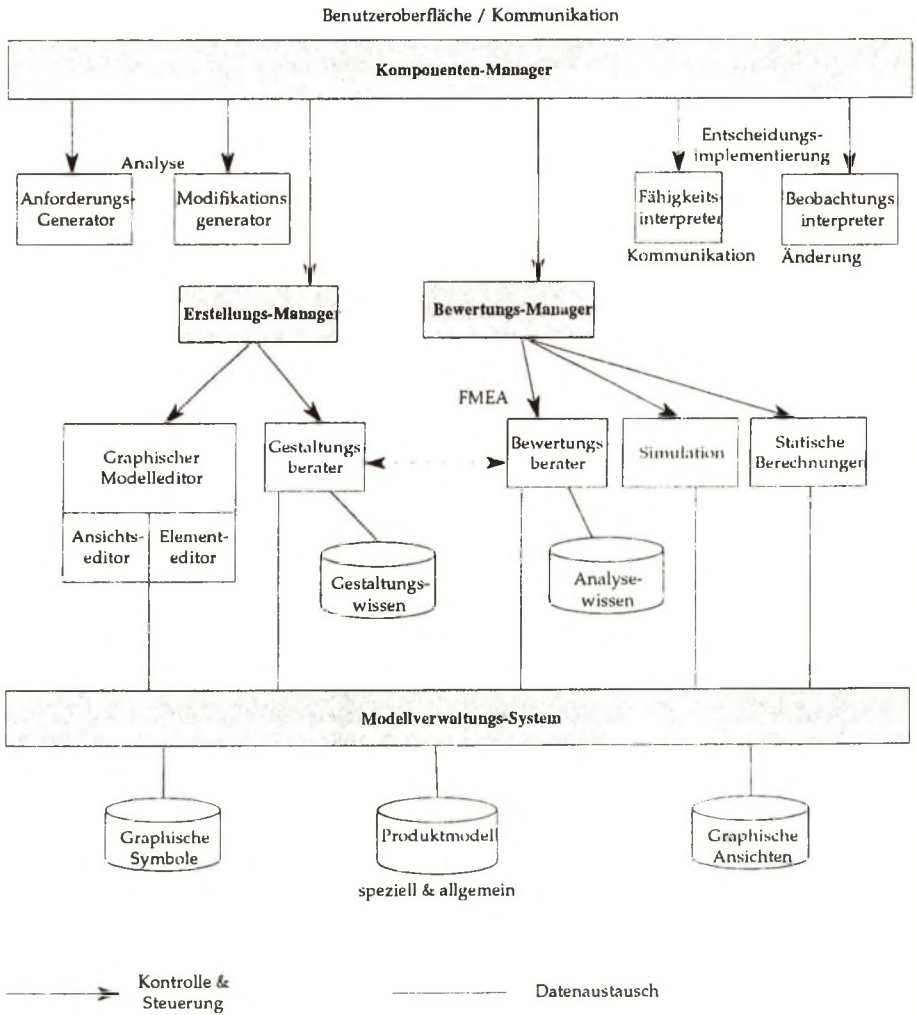 Benutzeroberfläche / Kommunikation
Komponenten-Manager
Analyse
Entscheidungs-
implementierung
Anforderungs-
Generator
Modifikations
generator
Fähigkeits
interpreter
Beobachtungs
interpreter
Kommunikation
Änderung
Erstellungs-Manager
Bewertungs-Manager
FMEA
Graphischer
Modelleditor
Ansichts-
editor
Element-
editor
Gestaltungs
berater
Bewertungs
berater
Simulation
Statische
Berechnungen
Gestaltungs-
wissen
Analyse-
wissen
Modellverwaltungs-System
Graphische
Symbole
Produktmodell
speziell & allgemein
Graphische
Ansichten
Kontrolle &
Steuerung
Datenaustausch